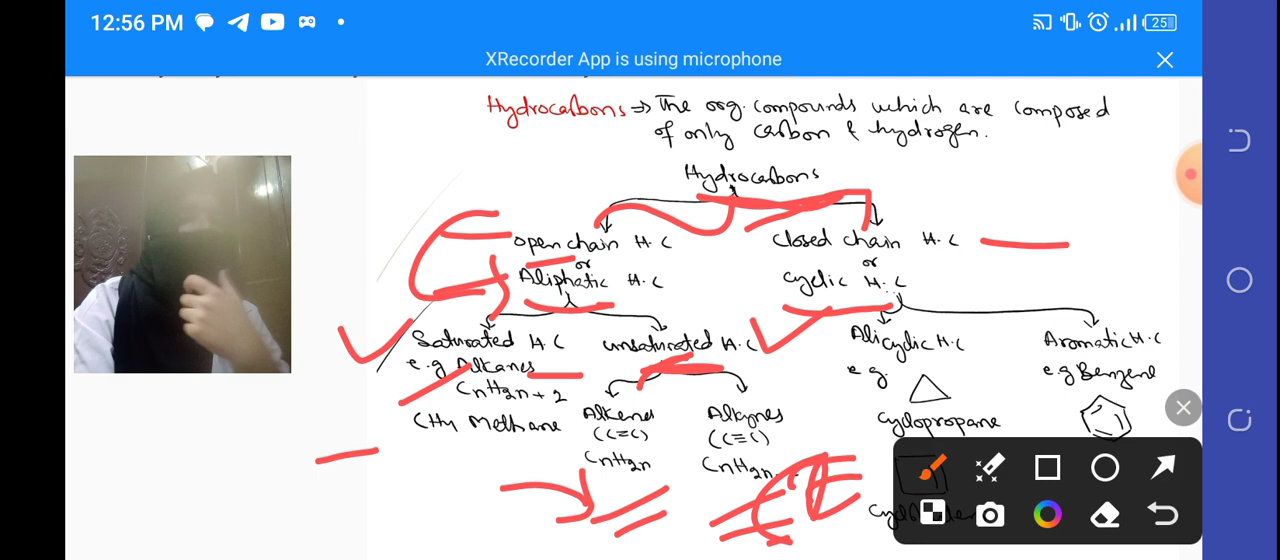 12:56 PM
25
XRecorder App is using microphone
Hydrocarbons ⇒ The org. compounds which are composed
of only carbon & hydrogen.
Hydrocarbons
open chain H.C
or
Aliphatic H.C
Closed chain H.C
or
cyclic H.C
Saturated H.C
e.g Alkanes
CnH2n+2
CH4 Methane
unsaturated H.C
Alkenes
(C=C)
CnH2n
Alkynes
(C≡C)
CnH2n-
Alicyclic H.C
e.g.
Cyclopropane
Aromatic H.C
e.g Benzene